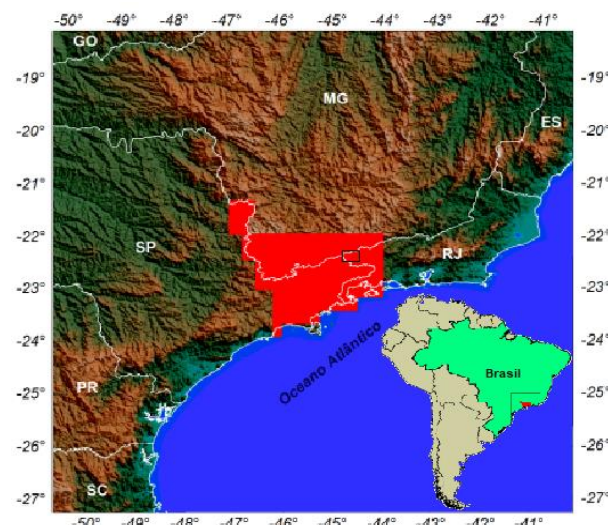 -50° -49° -48° -47° -46° -45° -44° -43° -42° -41°
GO
-19° -19°
MG
-20° -20°
ES
-21° -21°
-22° -22°
SP RJ
-23° -23°
-24° -24°
Oceano Atlântico
Brasil
PR
-25° -25°
-26° -26°
SC
-27° -27°
-50° -49° -48° -47° -46° -45° -44° -43° -42° -41°